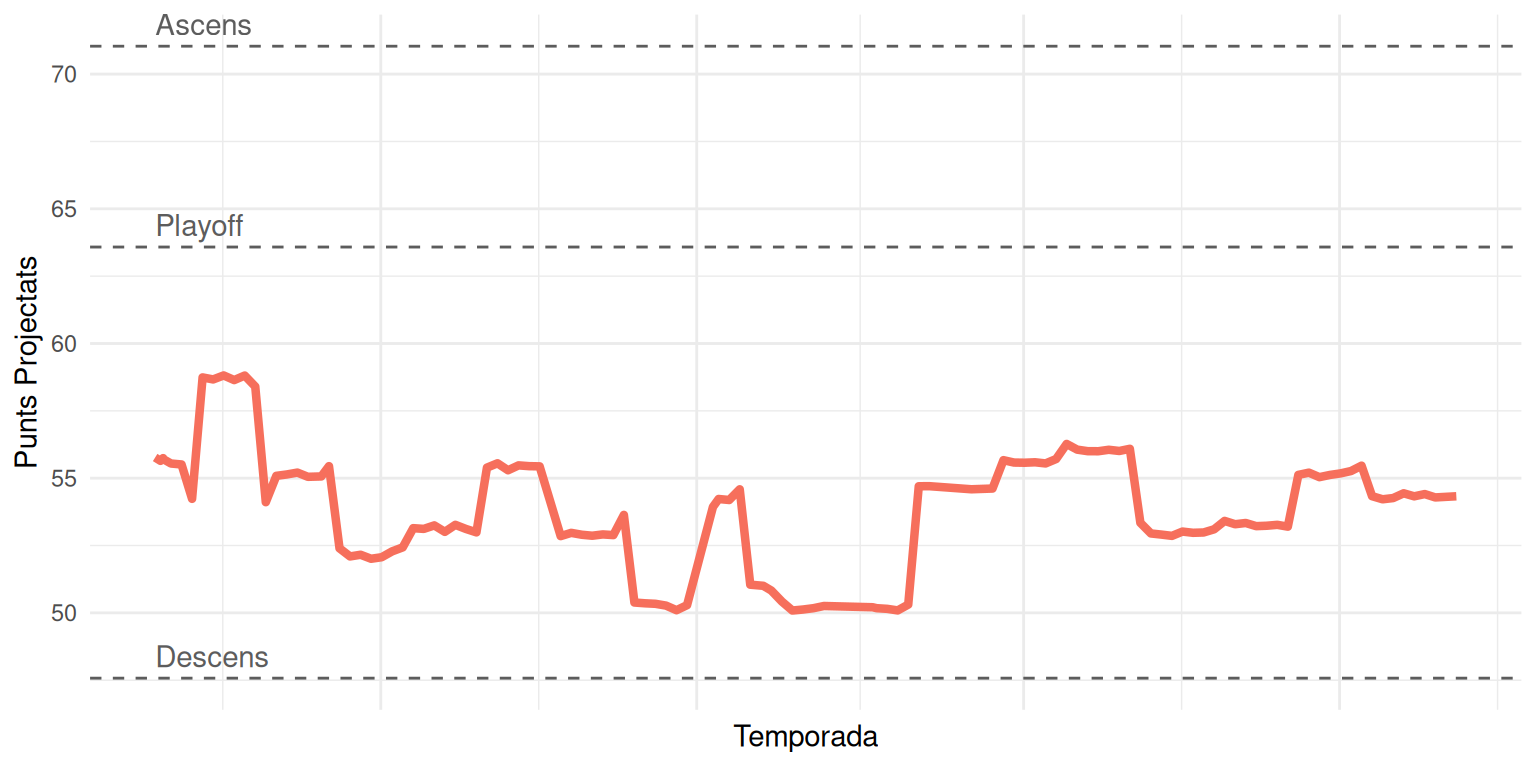 Ascens
70
65
Playoff
60
55
50
Descens
Punts Projectats
Temporada